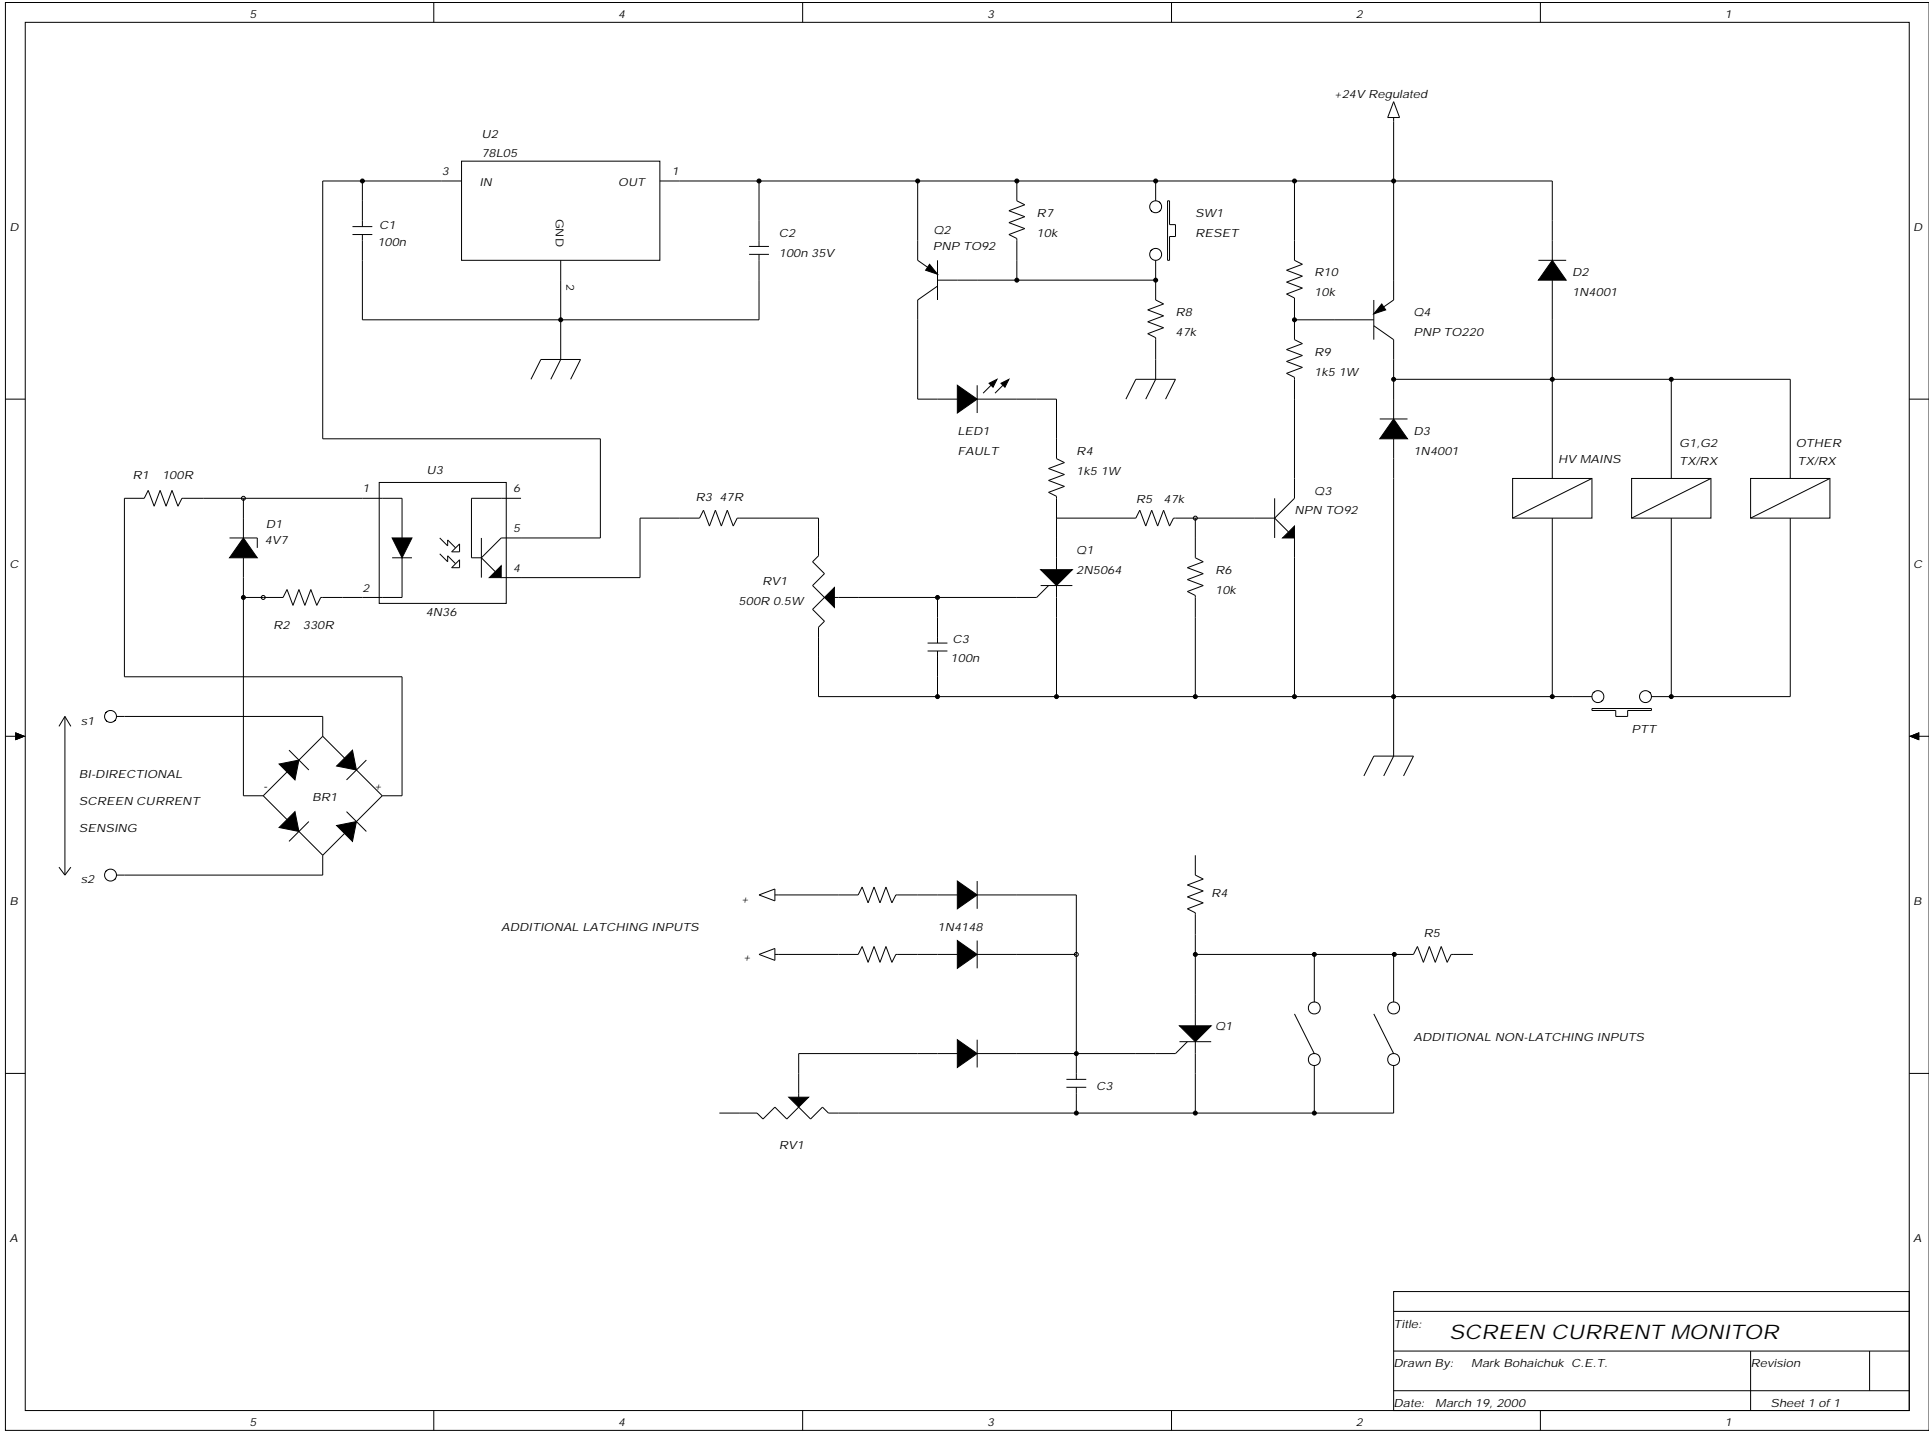 5 4 3 2 1
+24V Regulated
U2
78L05
3 1
IN OUT
GND
2
C1
100n
C2
100n 35V
Q2
PNP TO92
R7
10k
SW1
RESET
R8
47k
R10
10k
R9
1k5 1W
Q4
PNP TO220
D2
1N4001
D D
LED1
FAULT
R4
1k5 1W
D3
1N4001
HV MAINS
G1,G2
TX/RX
OTHER
TX/RX
R1 100R
U3
1
6
5
4
2
4N36
D1
4V7
R2 330R
R3 47R
RV1
500R 0.5W
C3
100n
R5 47k
Q1
2N5064
R6
10k
Q3
NPN TO92
C C
PTT
s1
BI-DIRECTIONAL
SCREEN CURRENT
SENSING
s2
- +
BR1
B B
ADDITIONAL LATCHING INPUTS
+
+
1N4148
R4
R5
Q1
ADDITIONAL NON-LATCHING INPUTS
C3
RV1
A A
Title: SCREEN CURRENT MONITOR
Drawn By: Mark Bohaichuk C.E.T.
Revision
Date: March 19, 2000
Sheet 1 of 1
5 4 3 2 1